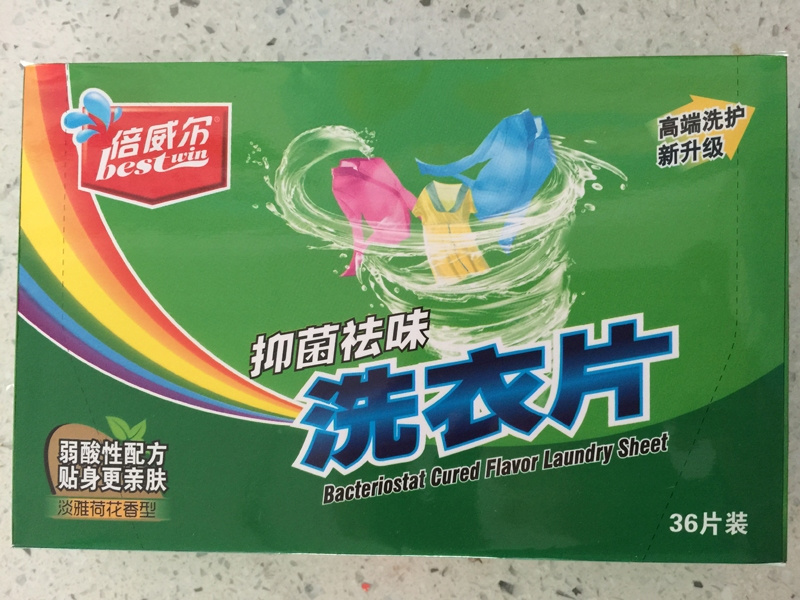 倍威尔®
best win
高端洗护
新升级
抑菌祛味
洗衣片
Bacteriostat Cured Flavor Laundry Sheet
弱酸性配方
贴身更亲肤
淡雅荷花香型
36片装